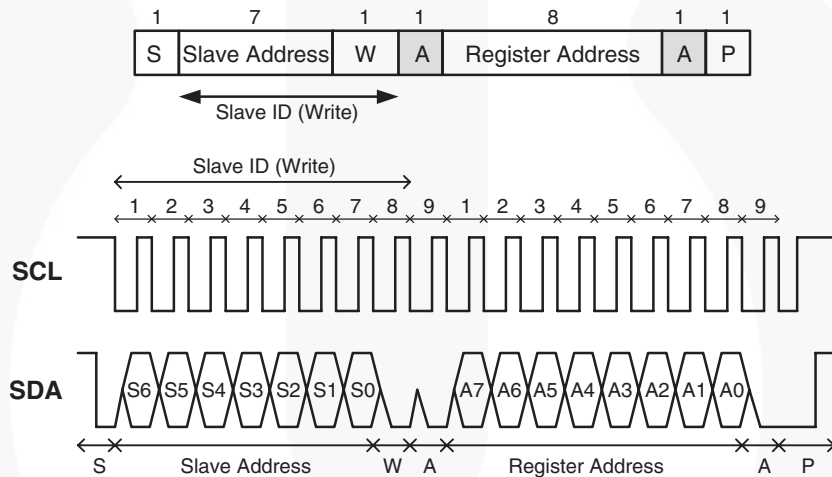 1 7 1 1 8 1 1
S Slave Address W A Register Address A P
Slave ID (Write)
Slave ID (Write)
1 2 3 4 5 6 7 8 9 1 2 3 4 5 6 7 8 9
SCL
SDA S6 S5 S4 S3 S2 S1 S0 A7 A6 A5 A4 A3 A2 A1 A0
S Slave Address W A Register Address A P